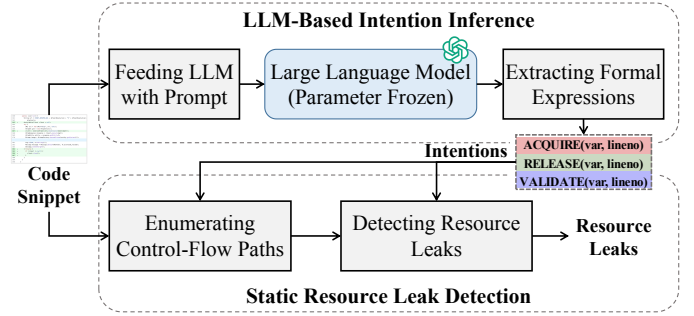 LLM-Based Intention Inference
Feeding LLM
with Prompt
Large Language Model
(Parameter Frozen)
Extracting Formal
Expressions
Code
Snippet
Intentions
ACQUIRE(var, lineno)
RELEASE(var, lineno)
VALIDATE(var, lineno)
Enumerating
Control-Flow Paths
Detecting Resource
Leaks
Resource
Leaks
Static Resource Leak Detection